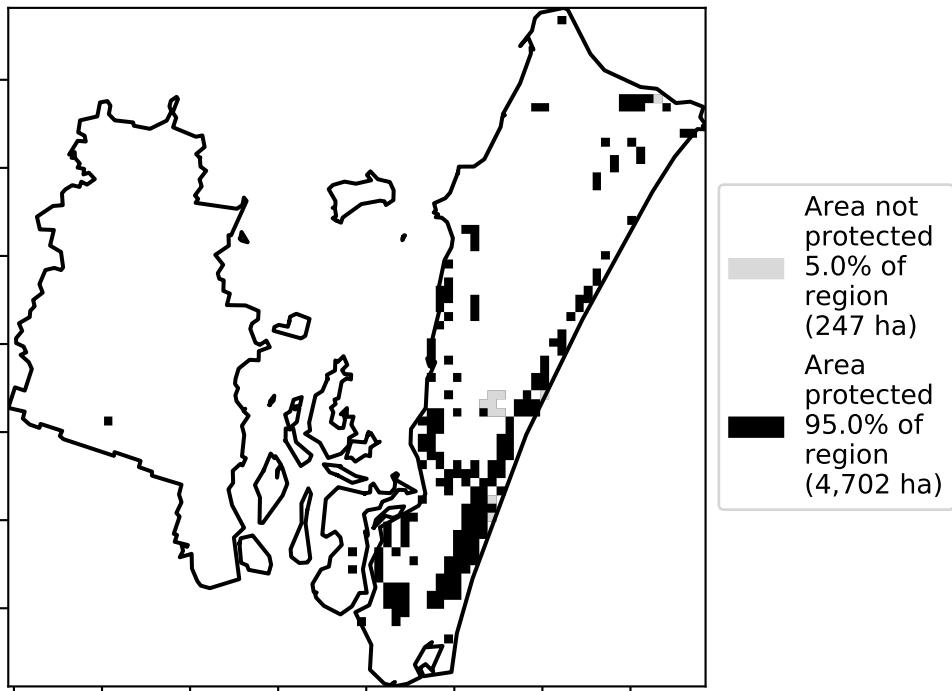 Area not
protected
5.0% of
region
(247 ha)
Area
protected
95.0% of
region
(4,702 ha)